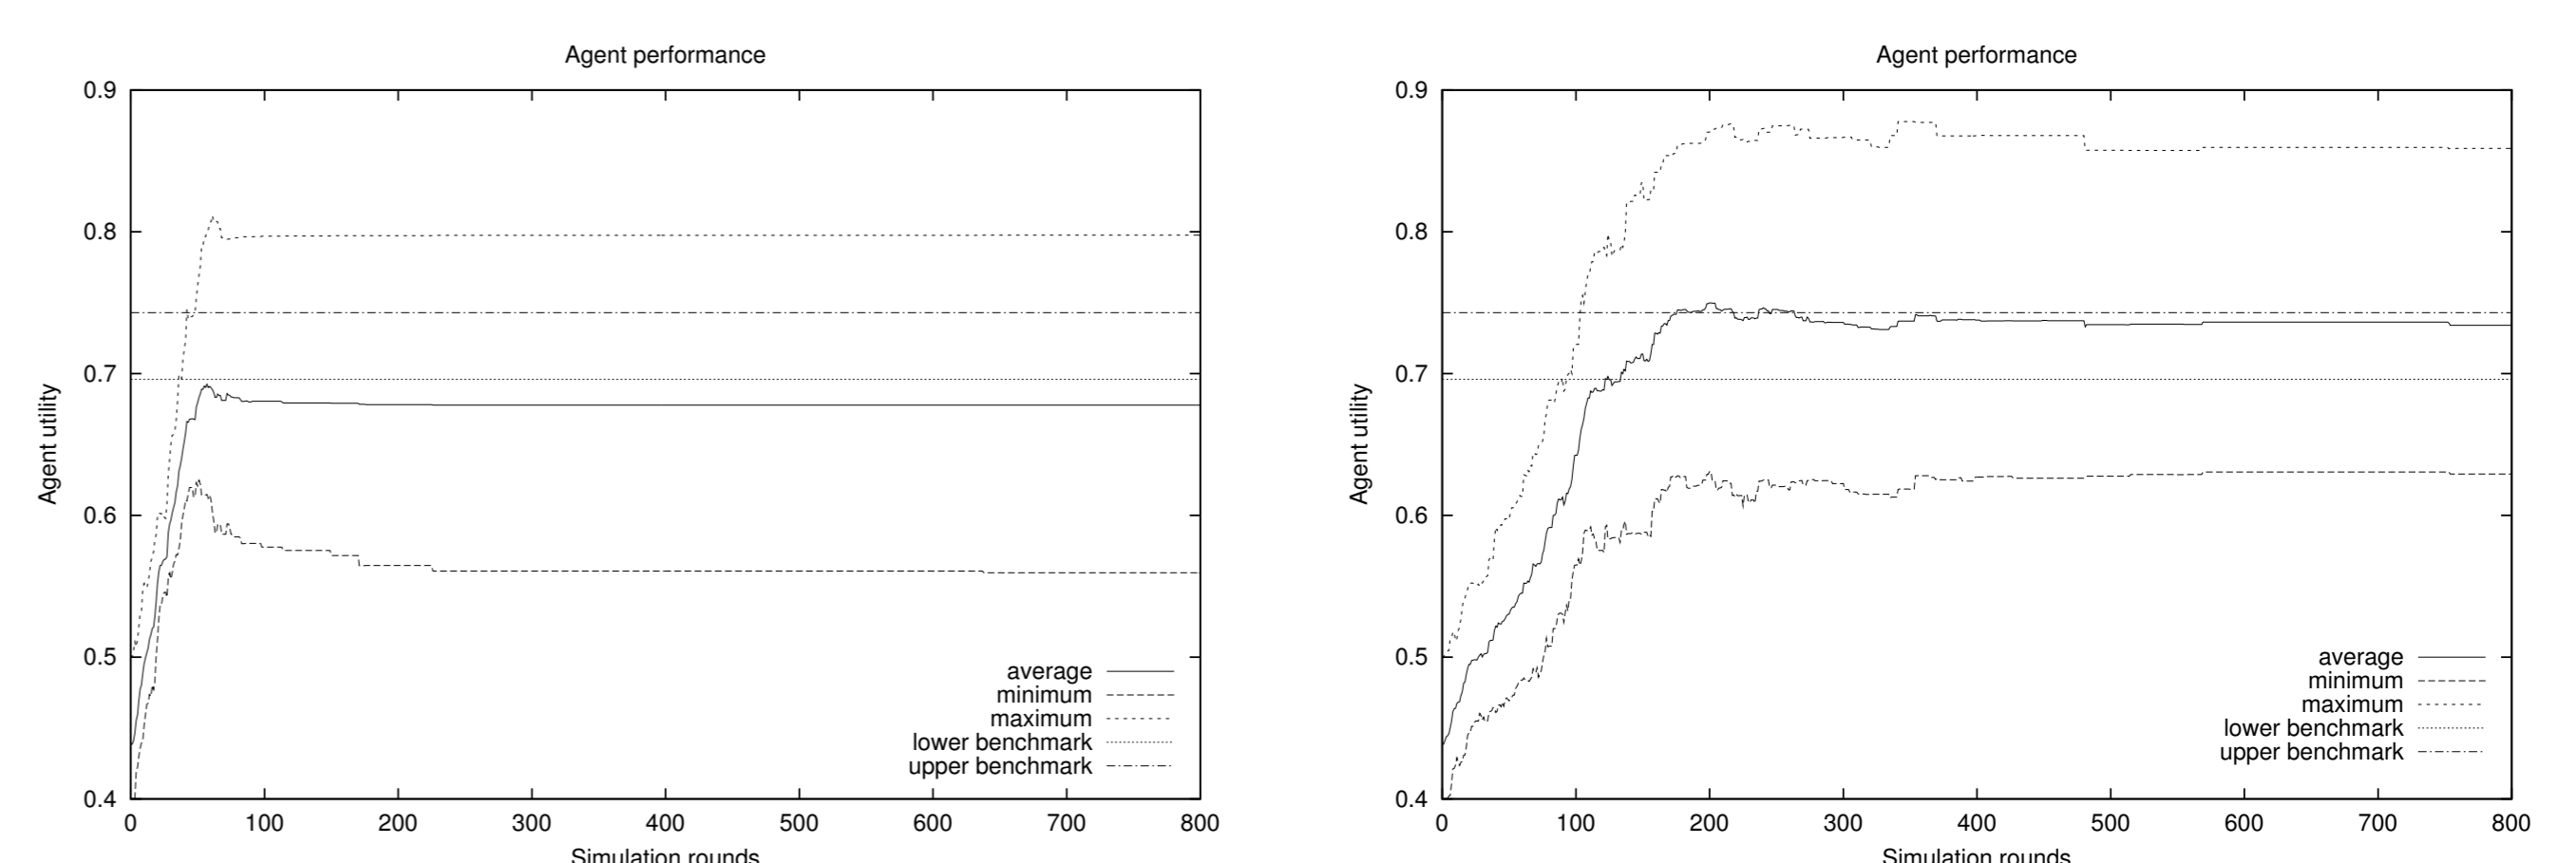 Agent performance
0.9
0.8
0.7
0.6
0.5
0.4
Agent utility
average
minimum
maximum
lower benchmark
upper benchmark
0 100 200 300 400 500 600 700 800
Simulation rounds
Agent performance
0.9
0.8
0.7
0.6
0.5
0.4
Agent utility
average
minimum
maximum
lower benchmark
upper benchmark
0 100 200 300 400 500 600 700 800
Simulation rounds